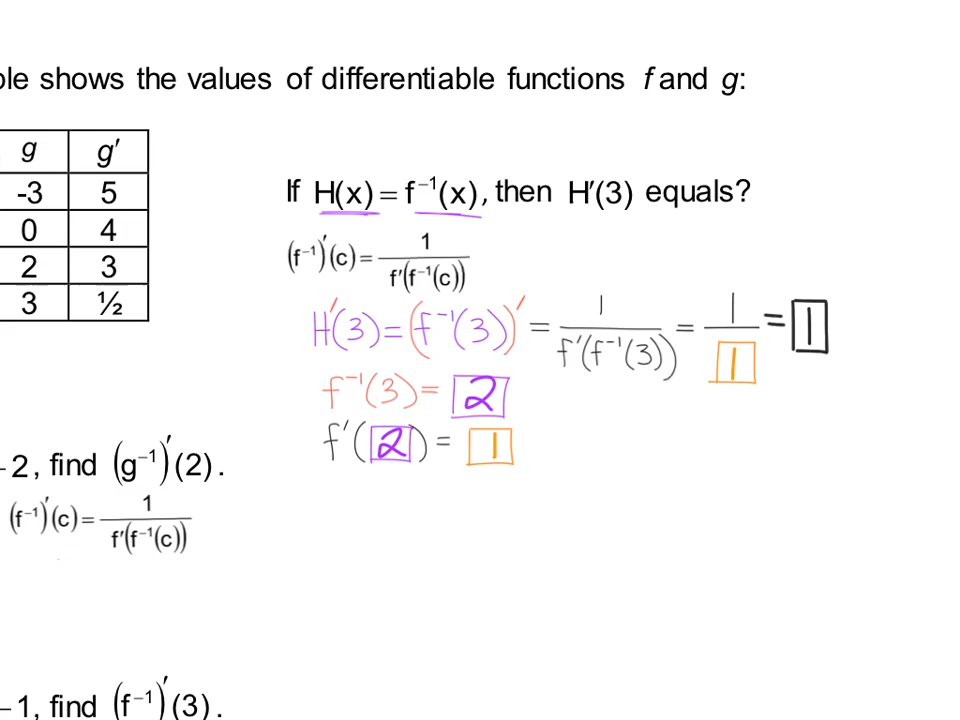 ble shows the values of differentiable functions f and g:
g g′
-3 5
0 4
2 3
3 ½
If H(x) = f⁻¹(x), then H′(3) equals?
(f⁻¹)′(c) = 1 / f′(f⁻¹(c))
H′(3) = (f⁻¹(3))′ = 1 / f′(f⁻¹(3)) = 1 / 1 = 1
f⁻¹(3) = 2
f′(2) = 1
-2, find (g⁻¹)′(2).
(f⁻¹)′(c) = 1 / f′(f⁻¹(c))
-1, find (f⁻¹)′(3).